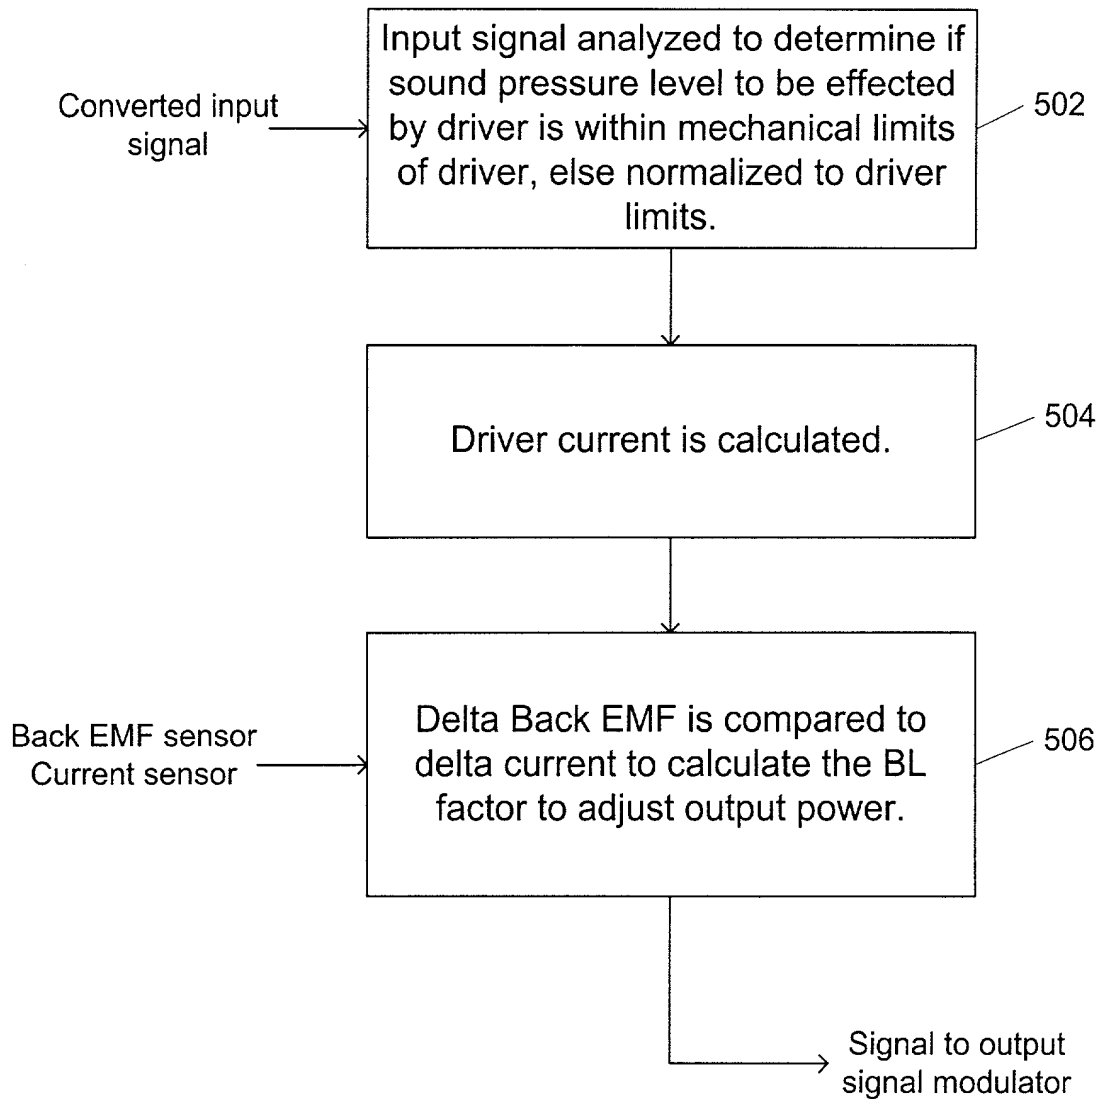 Input signal analyzed to determine if
sound pressure level to be effected
by driver is within mechanical limits
of driver, else normalized to driver
limits.
502
Converted input
signal
Driver current is calculated.
504
Delta Back EMF is compared to
delta current to calculate the BL
factor to adjust output power.
506
Back EMF sensor
Current sensor
Signal to output
signal modulator